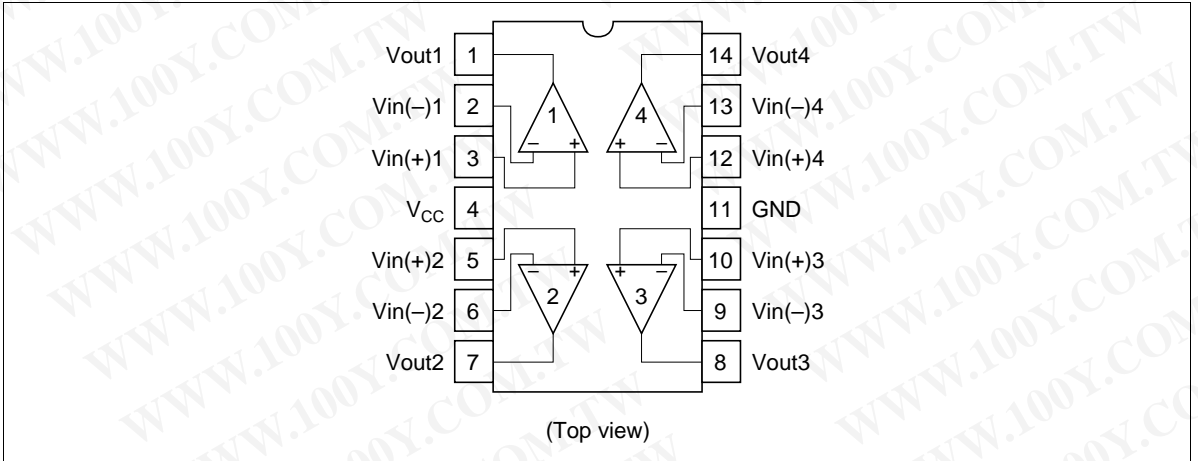 Vout1 1 14 Vout4
Vin(–)1 2 1 4 13 Vin(–)4
– + + –
Vin(+)1 3 12 Vin(+)4
VCC 4 11 GND
Vin(+)2 5 10 Vin(+)3
– + + –
Vin(–)2 6 2 3 9 Vin(–)3
Vout2 7 8 Vout3
(Top view)
WWW.100Y.COM.TW